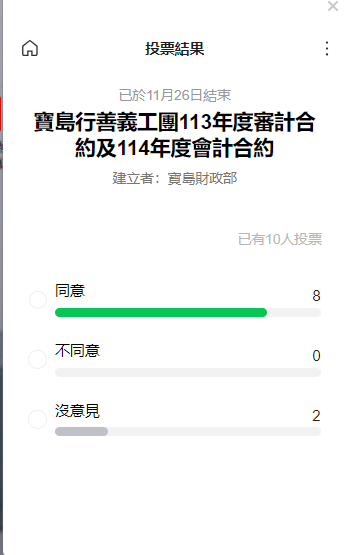 投票結果
已於11月26日結束
寶島行善義工團113年度審計合
約及114年度會計合約
建立者：寶島財政部
已有10人投票
同意
8
不同意
0
沒意見
2